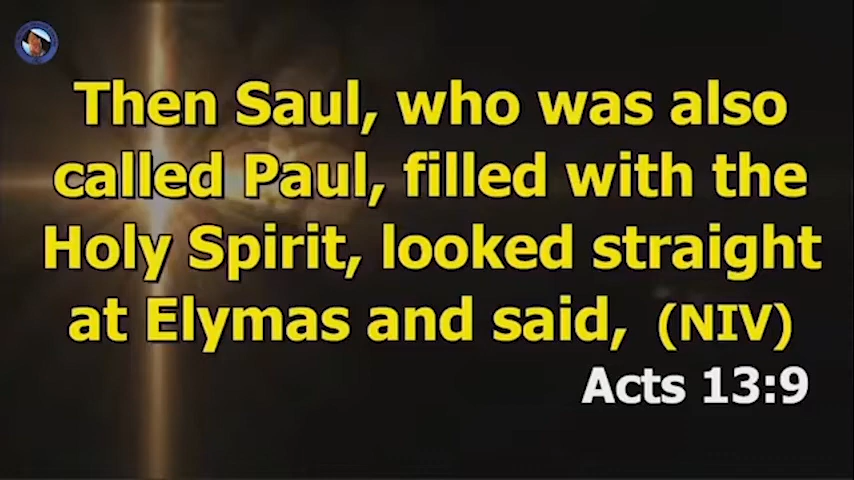 Then Saul, who was also
called Paul, filled with the
Holy Spirit, looked straight
at Elymas and said, (NIV)
Acts 13:9